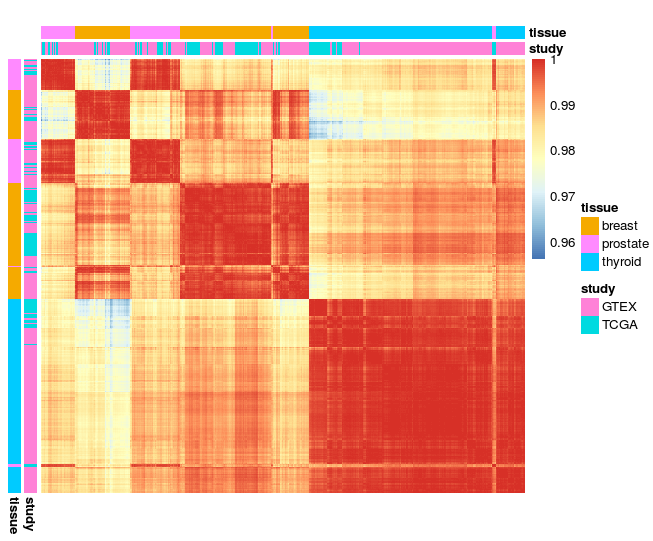 tissue
study
1
0.99
0.98
0.97
0.96
tissue
breast
prostate
thyroid
study
GTEX
TCGA
tissue
study